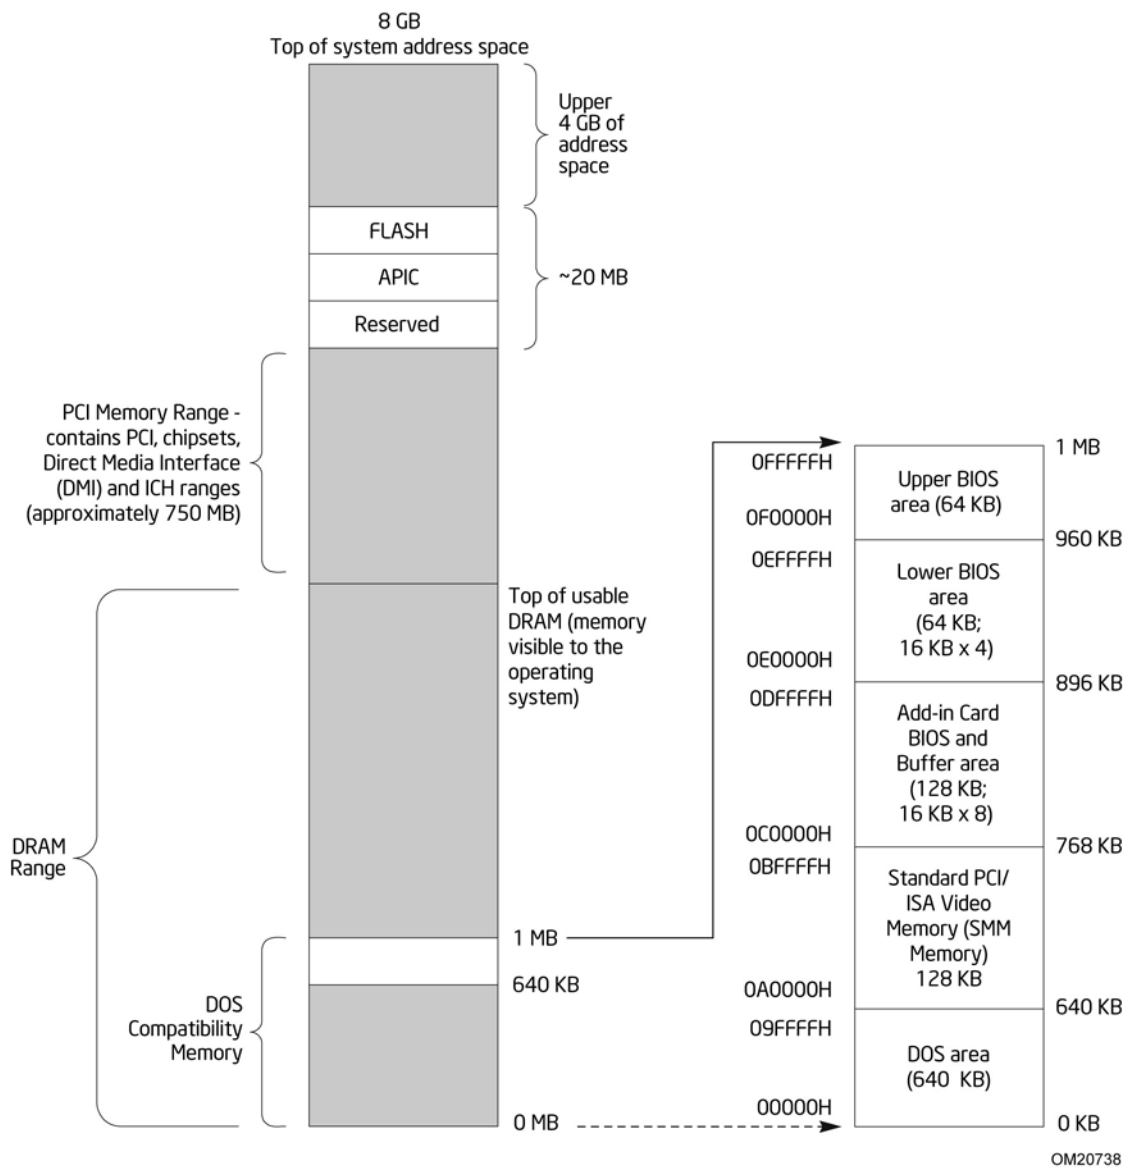 8 GB
Top of system address space
Upper
4 GB of
address
space
FLASH
APIC
Reserved
~20 MB
PCI Memory Range -
contains PCI, chipsets,
Direct Media Interface
(DMI) and ICH ranges
(approximately 750 MB)
Top of usable
DRAM (memory
visible to the
operating
system)
DRAM
Range
1 MB
640 KB
DOS
Compatibility
Memory
0 MB
0FFFFFH
0F0000H
0EFFFFH
0E0000H
0DFFFFH
0C0000H
0BFFFFH
0A0000H
09FFFFH
00000H
Upper BIOS
area (64 KB)
Lower BIOS
area
(64 KB;
16 KB x 4)
Add-in Card
BIOS and
Buffer area
(128 KB;
16 KB x 8)
Standard PCI/
ISA Video
Memory (SMM
Memory)
128 KB
DOS area
(640 KB)
1 MB
960 KB
896 KB
768 KB
640 KB
0 KB
OM20738